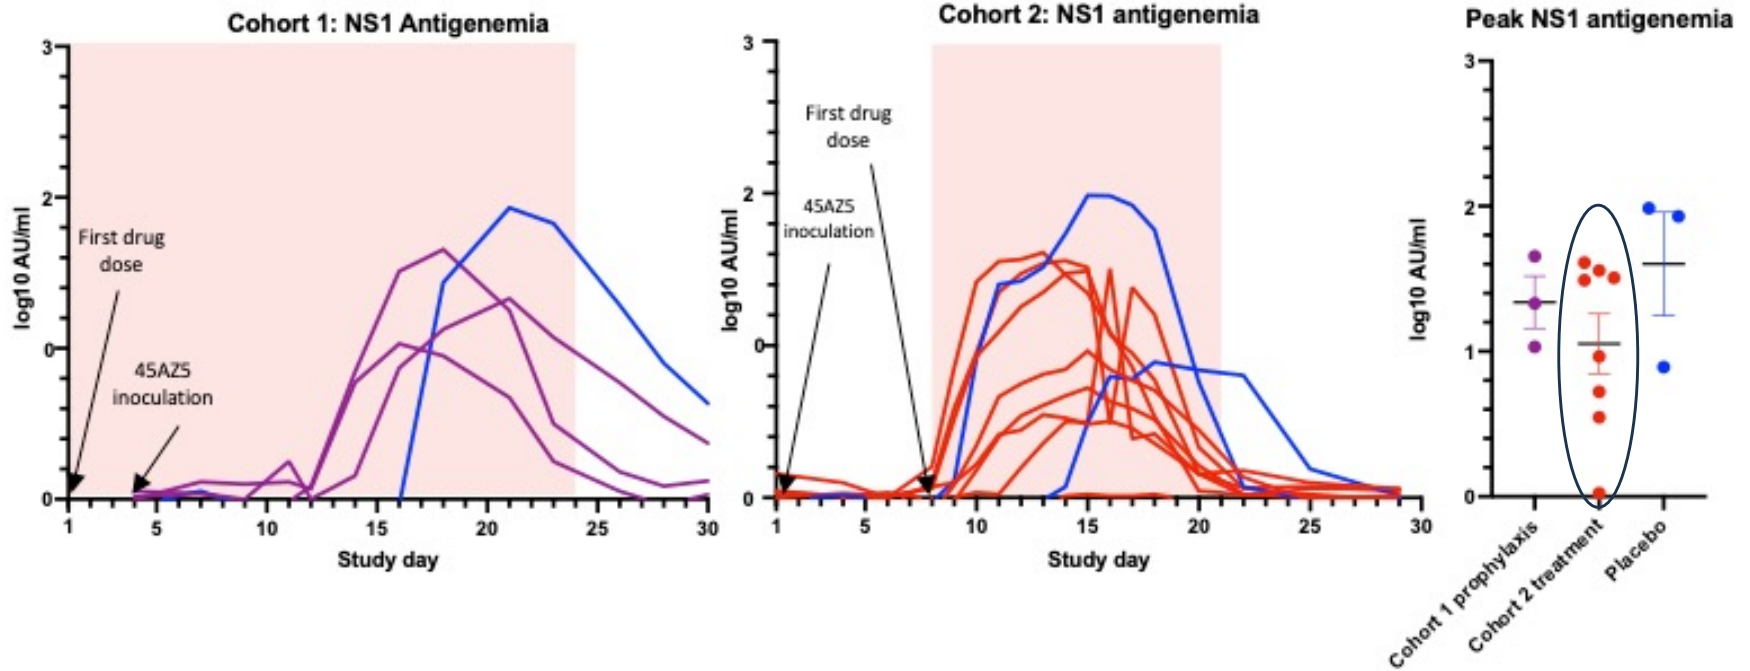 Cohort 1: NS1 Antigenemia
3
2
0
0
log10 AU/ml
First drug
dose
45AZ5
inoculation
1
5
10
15
20
25
30
Study day
Cohort 2: NS1 antigenemia
3
2
0
0
log10 AU/ml
First drug
dose
45AZ5
inoculation
1
5
10
15
20
25
30
Study day
Peak NS1 antigenemia
3
2
1
0
log10 AU/ml
Cohort 1 prophylaxis
Cohort 2 treatment
Placebo